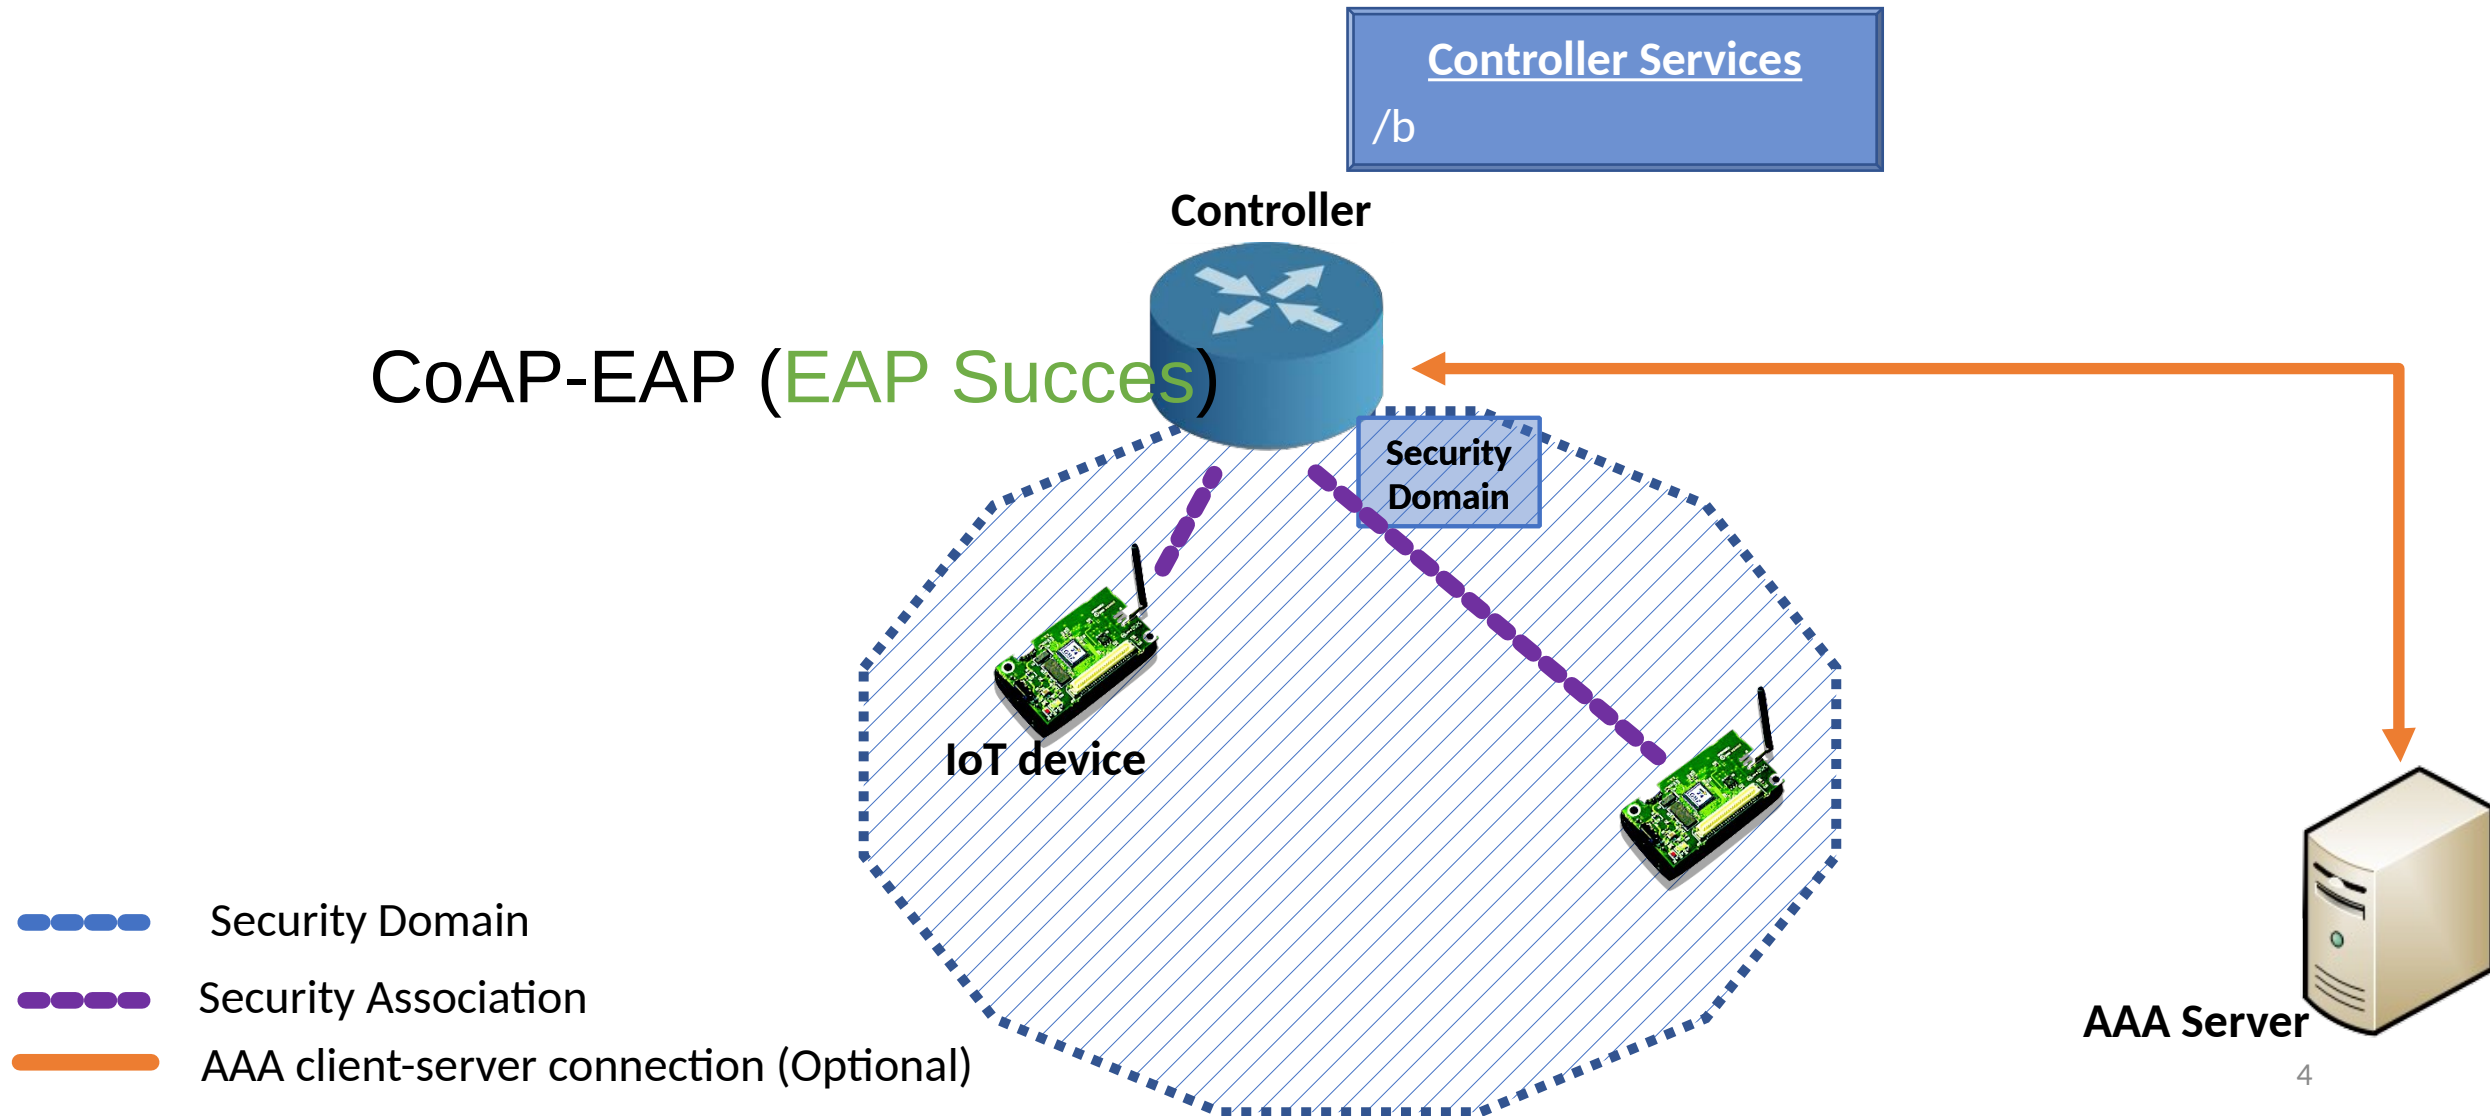 Controller Services
/b
Controller
CoAP-EAP (EAP Succes)
Security
Domain
IoT device
Security Domain
Security Association
AAA client-server connection (Optional)
AAA Server
4